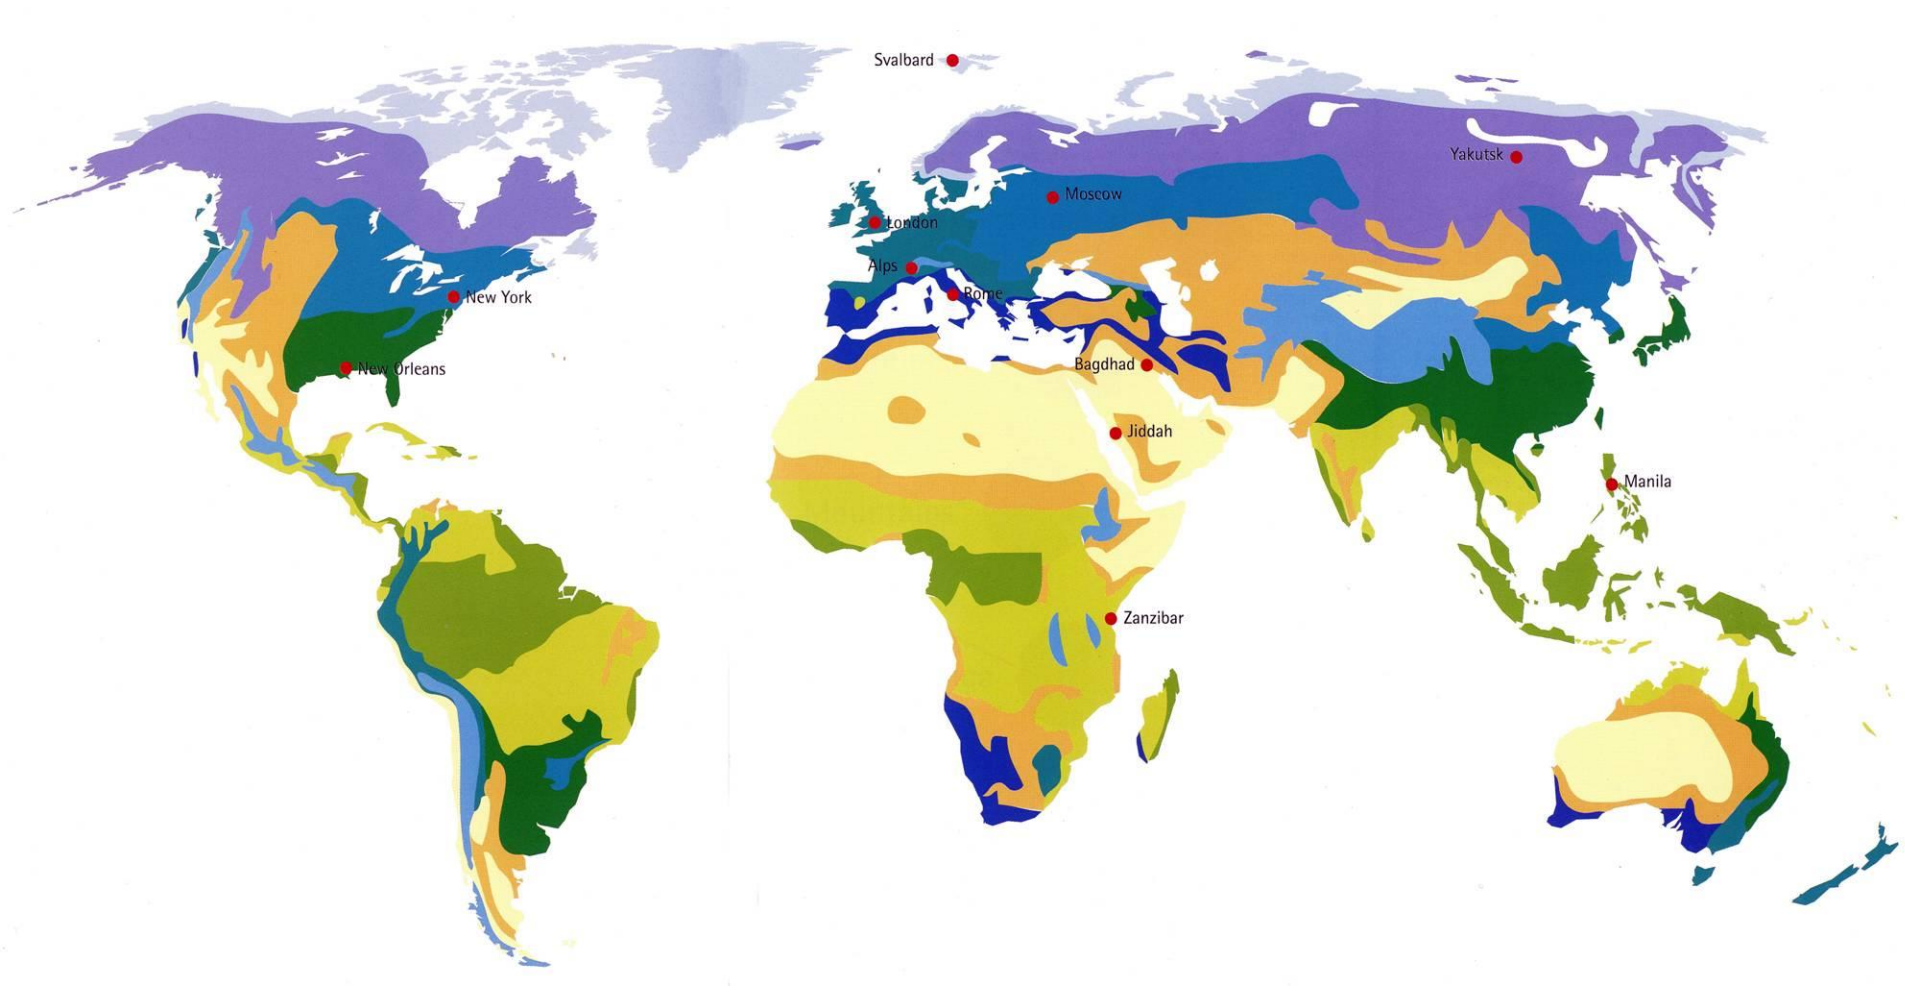 Svalbard
Yakutsk
Moscow
London
Alps
Rome
New York
New Orleans
Bagdhad
Jiddah
Manila
Zanzibar